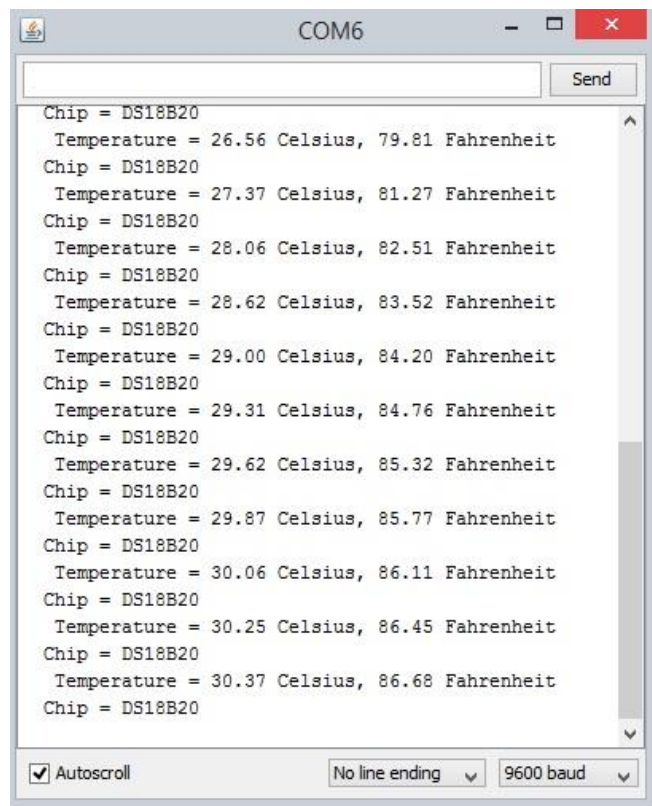 COM6
Send
Chip = DS18B20
Temperature = 26.56 Celsius, 79.81 Fahrenheit
Chip = DS18B20
Temperature = 27.37 Celsius, 81.27 Fahrenheit
Chip = DS18B20
Temperature = 28.06 Celsius, 82.51 Fahrenheit
Chip = DS18B20
Temperature = 28.62 Celsius, 83.52 Fahrenheit
Chip = DS18B20
Temperature = 29.00 Celsius, 84.20 Fahrenheit
Chip = DS18B20
Temperature = 29.31 Celsius, 84.76 Fahrenheit
Chip = DS18B20
Temperature = 29.62 Celsius, 85.32 Fahrenheit
Chip = DS18B20
Temperature = 29.87 Celsius, 85.77 Fahrenheit
Chip = DS18B20
Temperature = 30.06 Celsius, 86.11 Fahrenheit
Chip = DS18B20
Temperature = 30.25 Celsius, 86.45 Fahrenheit
Chip = DS18B20
Temperature = 30.37 Celsius, 86.68 Fahrenheit
Chip = DS18B20
Autoscroll No line ending 9600 baud